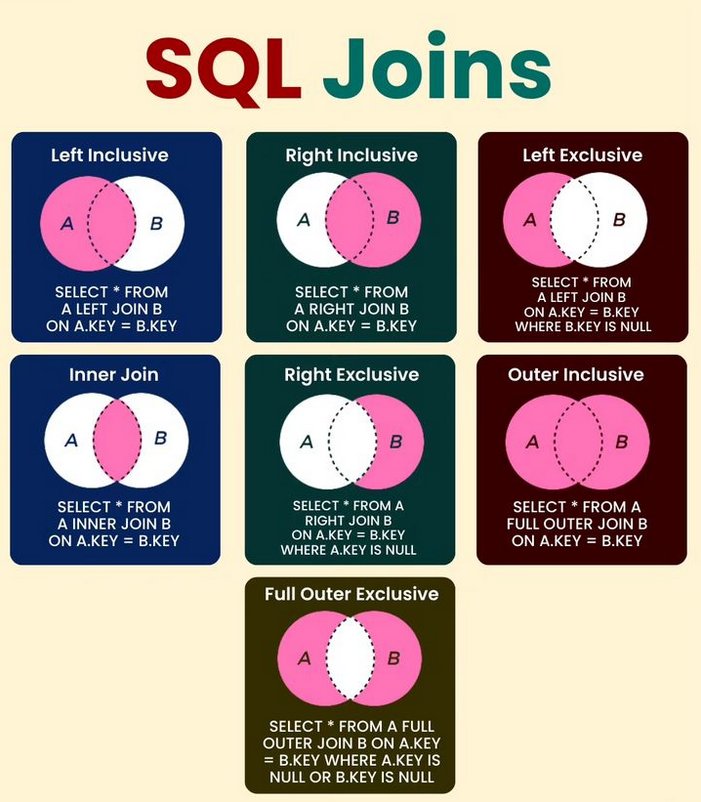 SQL Joins
Left Inclusive
A B
SELECT * FROM
A LEFT JOIN B
ON A.KEY = B.KEY
Right Inclusive
A B
SELECT * FROM
A RIGHT JOIN B
ON A.KEY = B.KEY
Left Exclusive
A B
SELECT * FROM
A LEFT JOIN B
ON A.KEY = B.KEY
WHERE B.KEY IS NULL
Inner Join
A B
SELECT * FROM
A INNER JOIN B
ON A.KEY = B.KEY
Right Exclusive
A B
SELECT * FROM A
RIGHT JOIN B
ON A.KEY = B.KEY
WHERE A.KEY IS NULL
Outer Inclusive
A B
SELECT * FROM A
FULL OUTER JOIN B
ON A.KEY = B.KEY
Full Outer Exclusive
A B
SELECT * FROM A FULL
OUTER JOIN B ON A.KEY
= B.KEY WHERE A.KEY IS
NULL OR B.KEY IS NULL